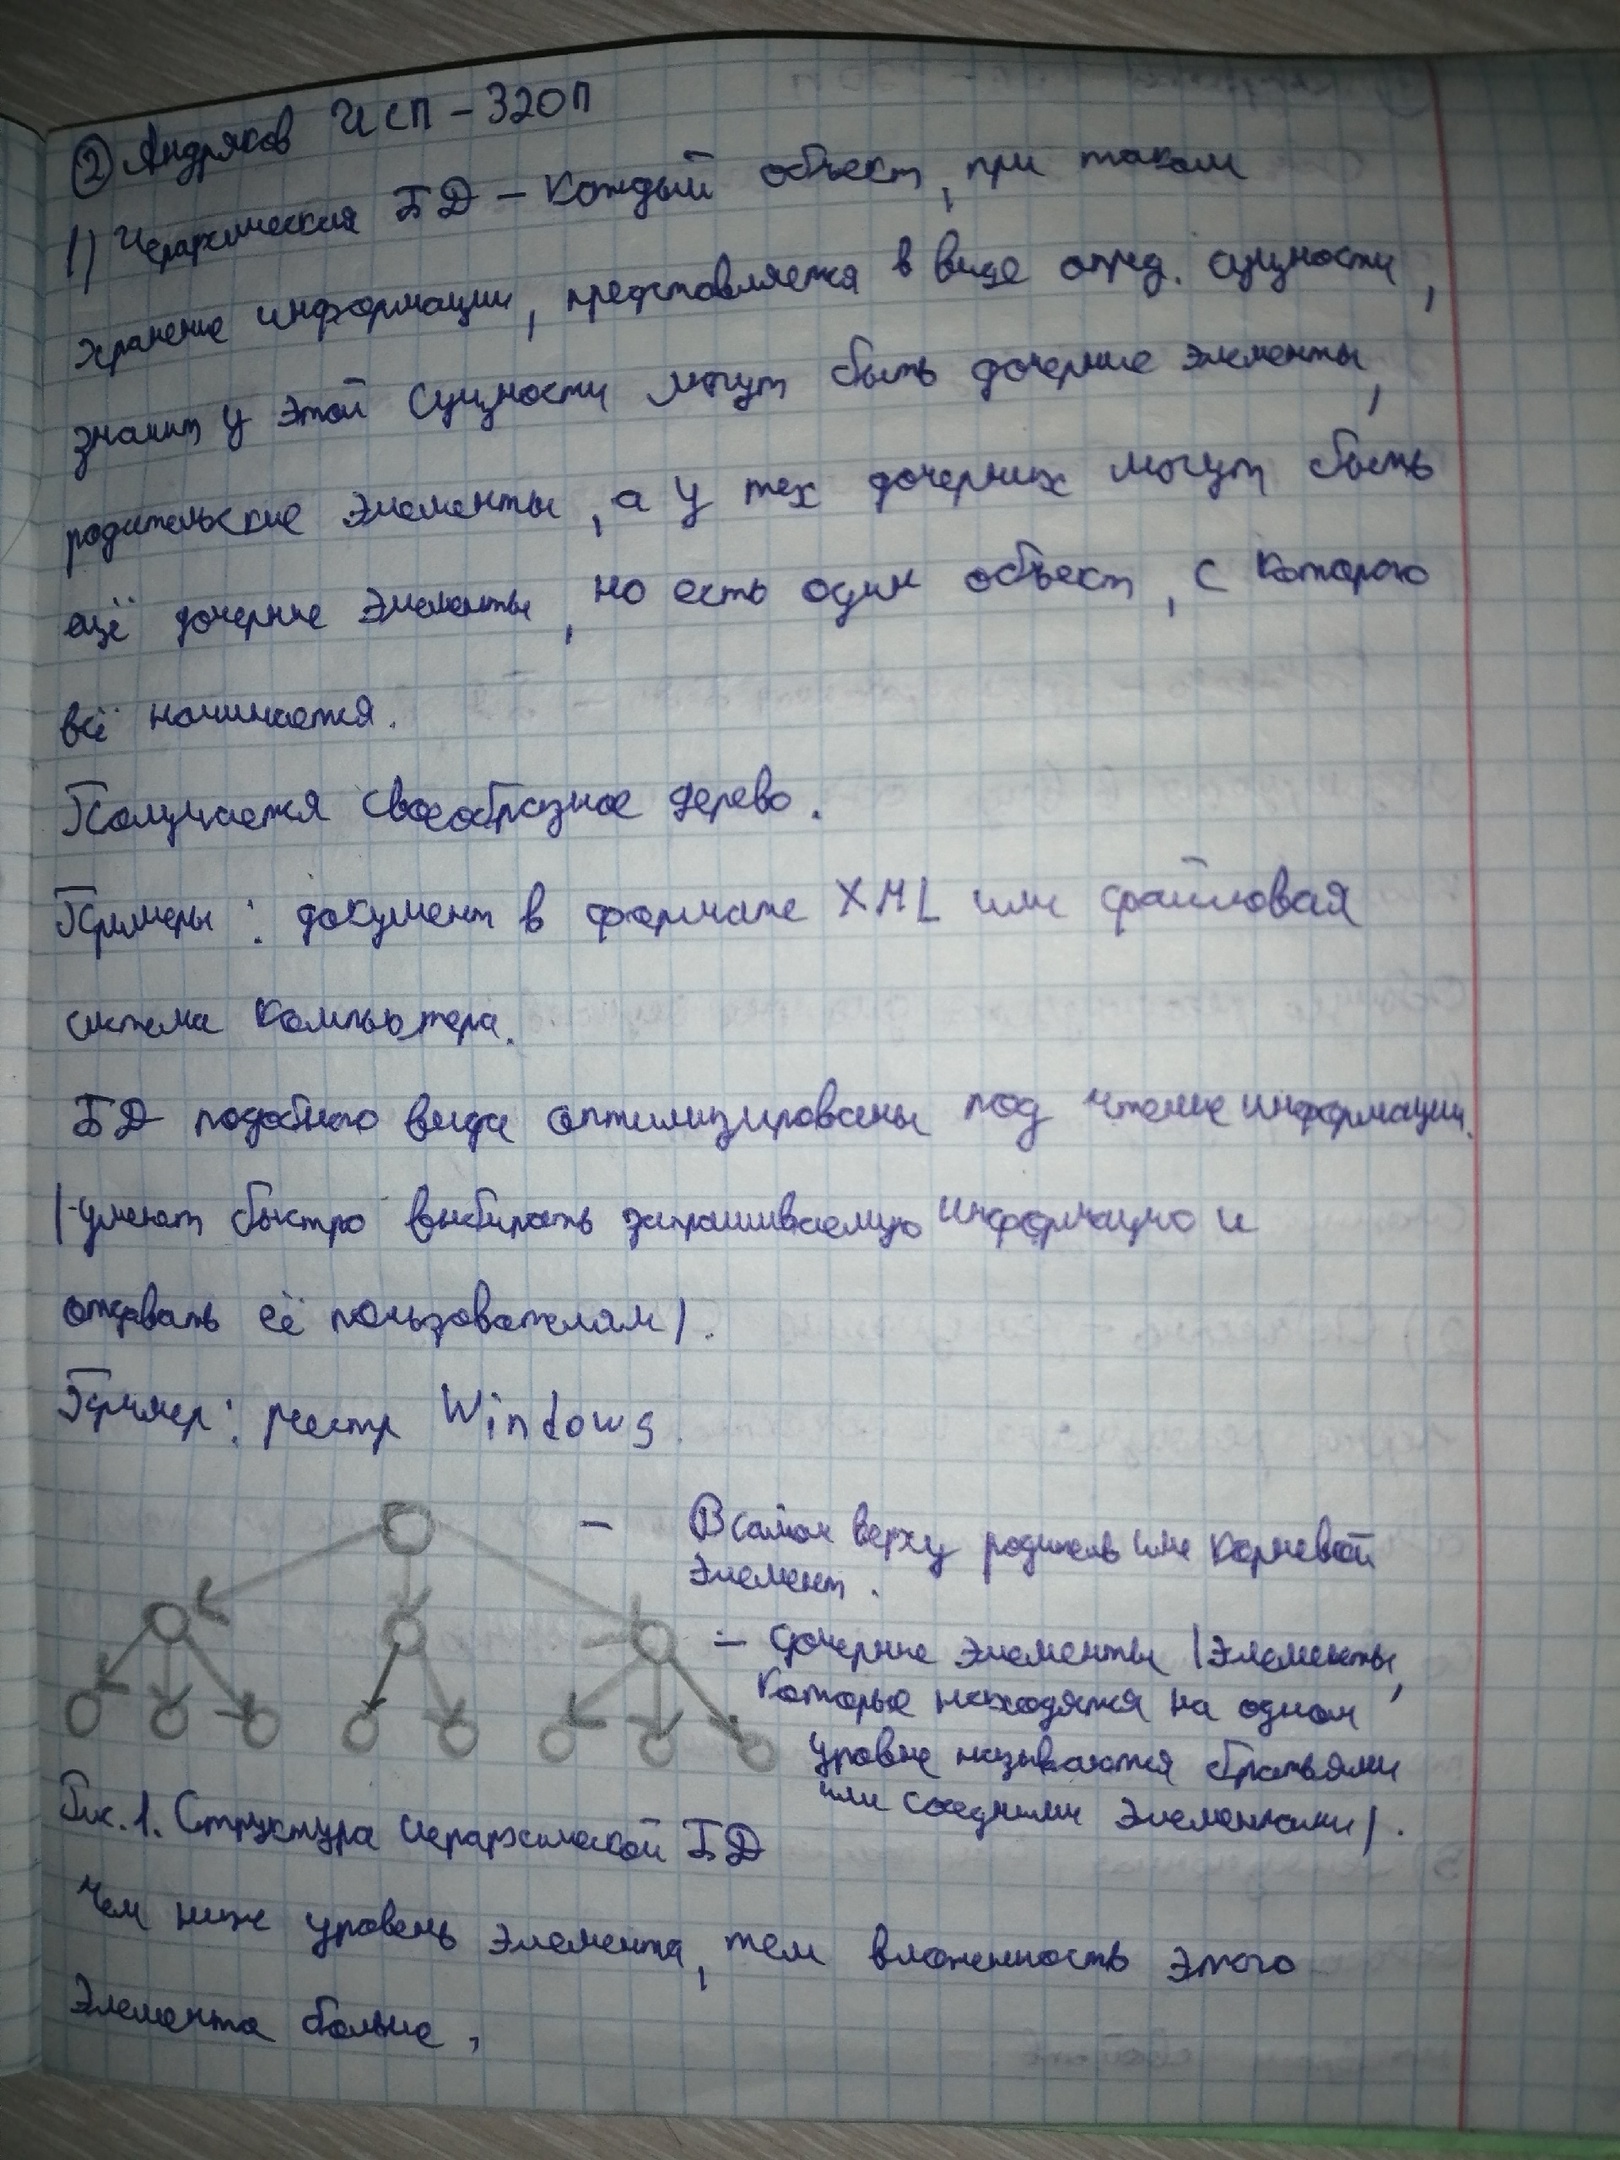 ② Андряков ИСП-320П
1) Иерархическая БД - Каждый объект, при таком
хранение информации, представляется в виде опред. сущности,
значит у этой сущности могут быть дочерние элементы,
родительские элементы, а у тех дочерних могут быть
ещё дочерние элементы, но есть один объект, с которого
всё начинается.
Получается своеобразное дерево.
Примеры: документ в формате XML или файловая
система компьютера.
БД подобного вида оптимизированы под чтение информации.
(умеют быстро выбирать запрашиваемую информацию и
отдавать её пользователям).
Пример: реестр Windows.
- В самом верху родитель или корневой
элемент.
- дочерние элементы (элементы,
которые находятся на одном
уровне называются братьями
или соседними элементами).
Рис. 1. Структура иерархической БД
Чем ниже уровень элемента, тем вложенность этого
элемента больше,